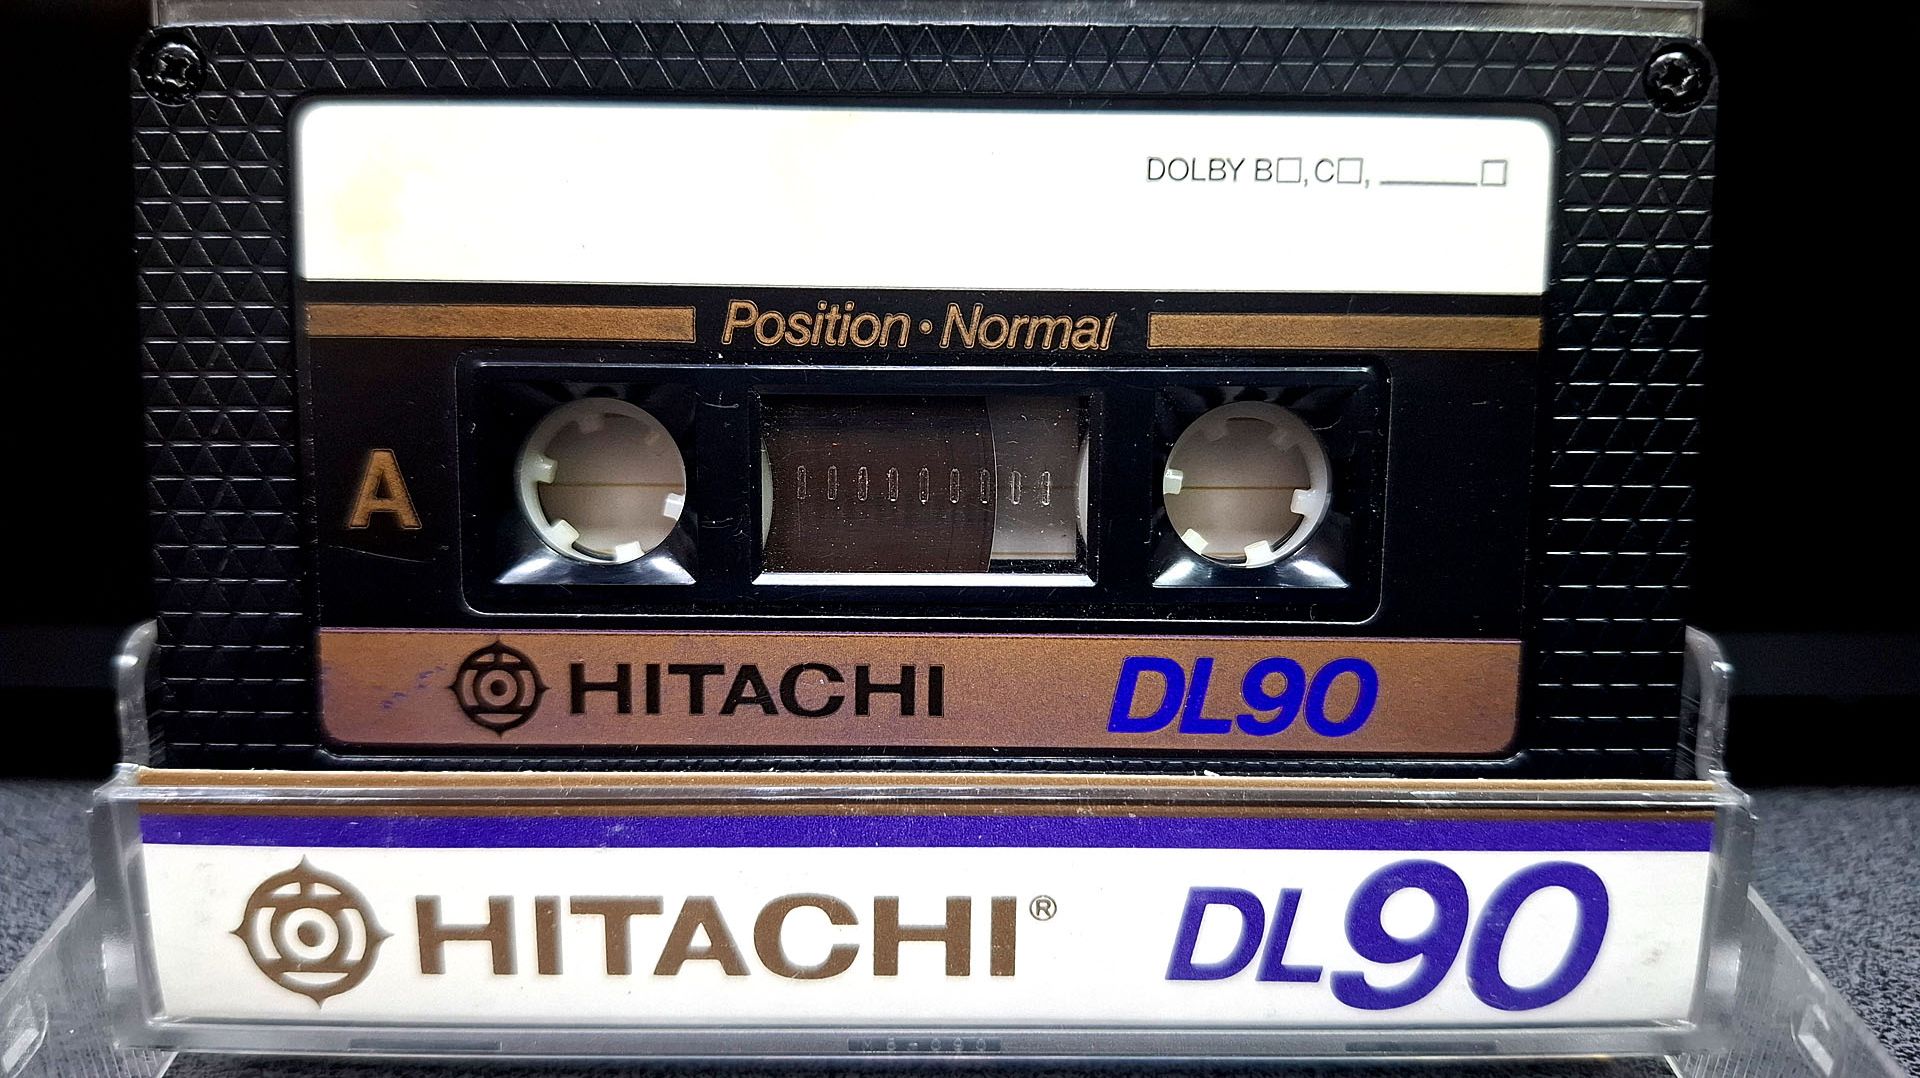 DOLBY B□, C□, ______□
Position · Normal
A
HITACHI DL90
HITACHI® DL90